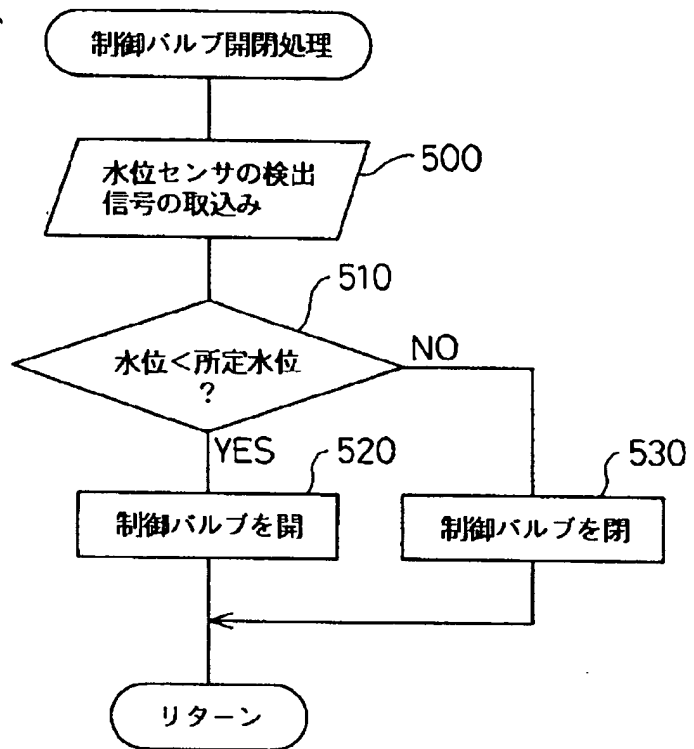 制御バルブ開閉処理
水位センサの検出
信号の取込み
500
510
水位<所定水位
?
NO
YES
520
530
制御バルブを開
制御バルブを閉
リターン